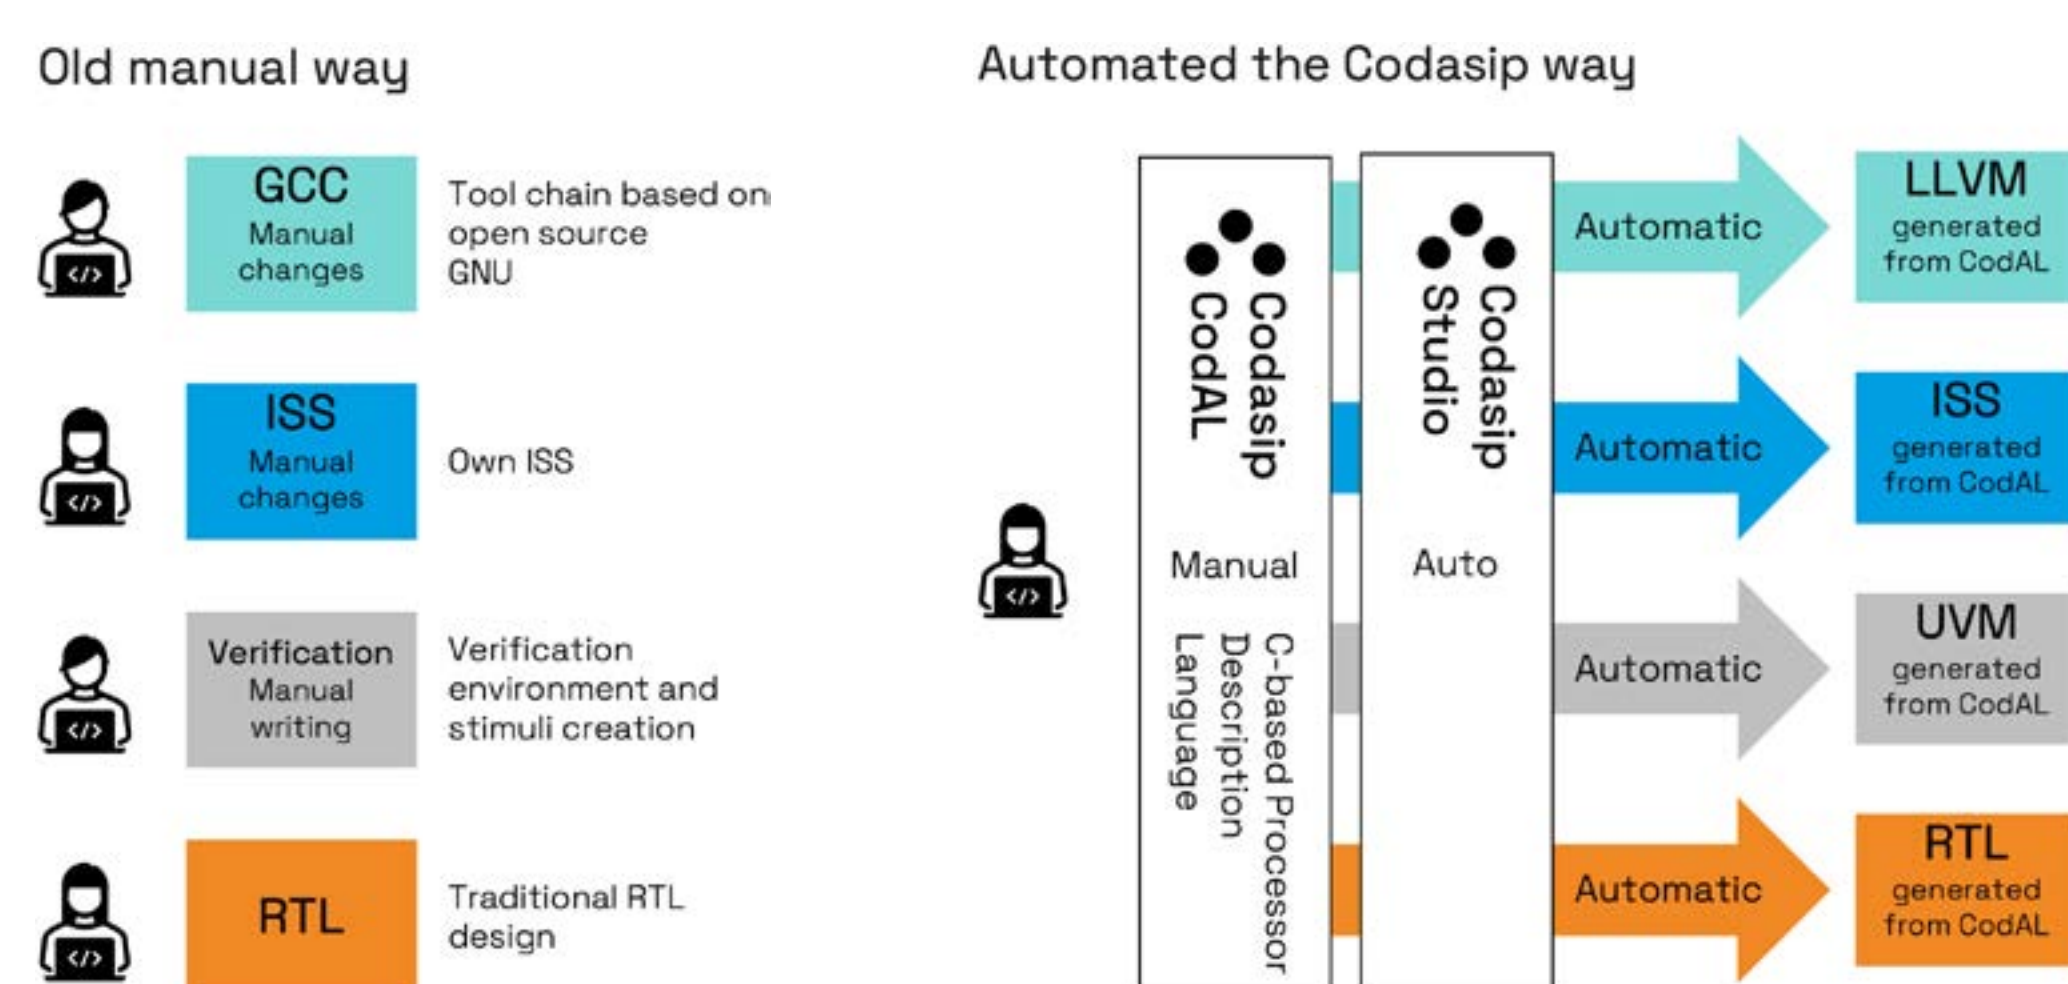 Old manual way
GCC
Manual
changes
Tool chain based on
open source
GNU
</>
ISS
Manual
changes
Own ISS
</>
Verification
Manual
writing
Verification
environment and
stimuli creation
</>
RTL
Traditional RTL
design
</>
Automated the Codasip way
</>
Codasip
CodAL
Manual
C-based Processor
Description
Language
Codasip
Studio
Auto
Automatic
LLVM
generated
from CodAL
Automatic
ISS
generated
from CodAL
Automatic
UVM
generated
from CodAL
Automatic
RTL
generated
from CodAL